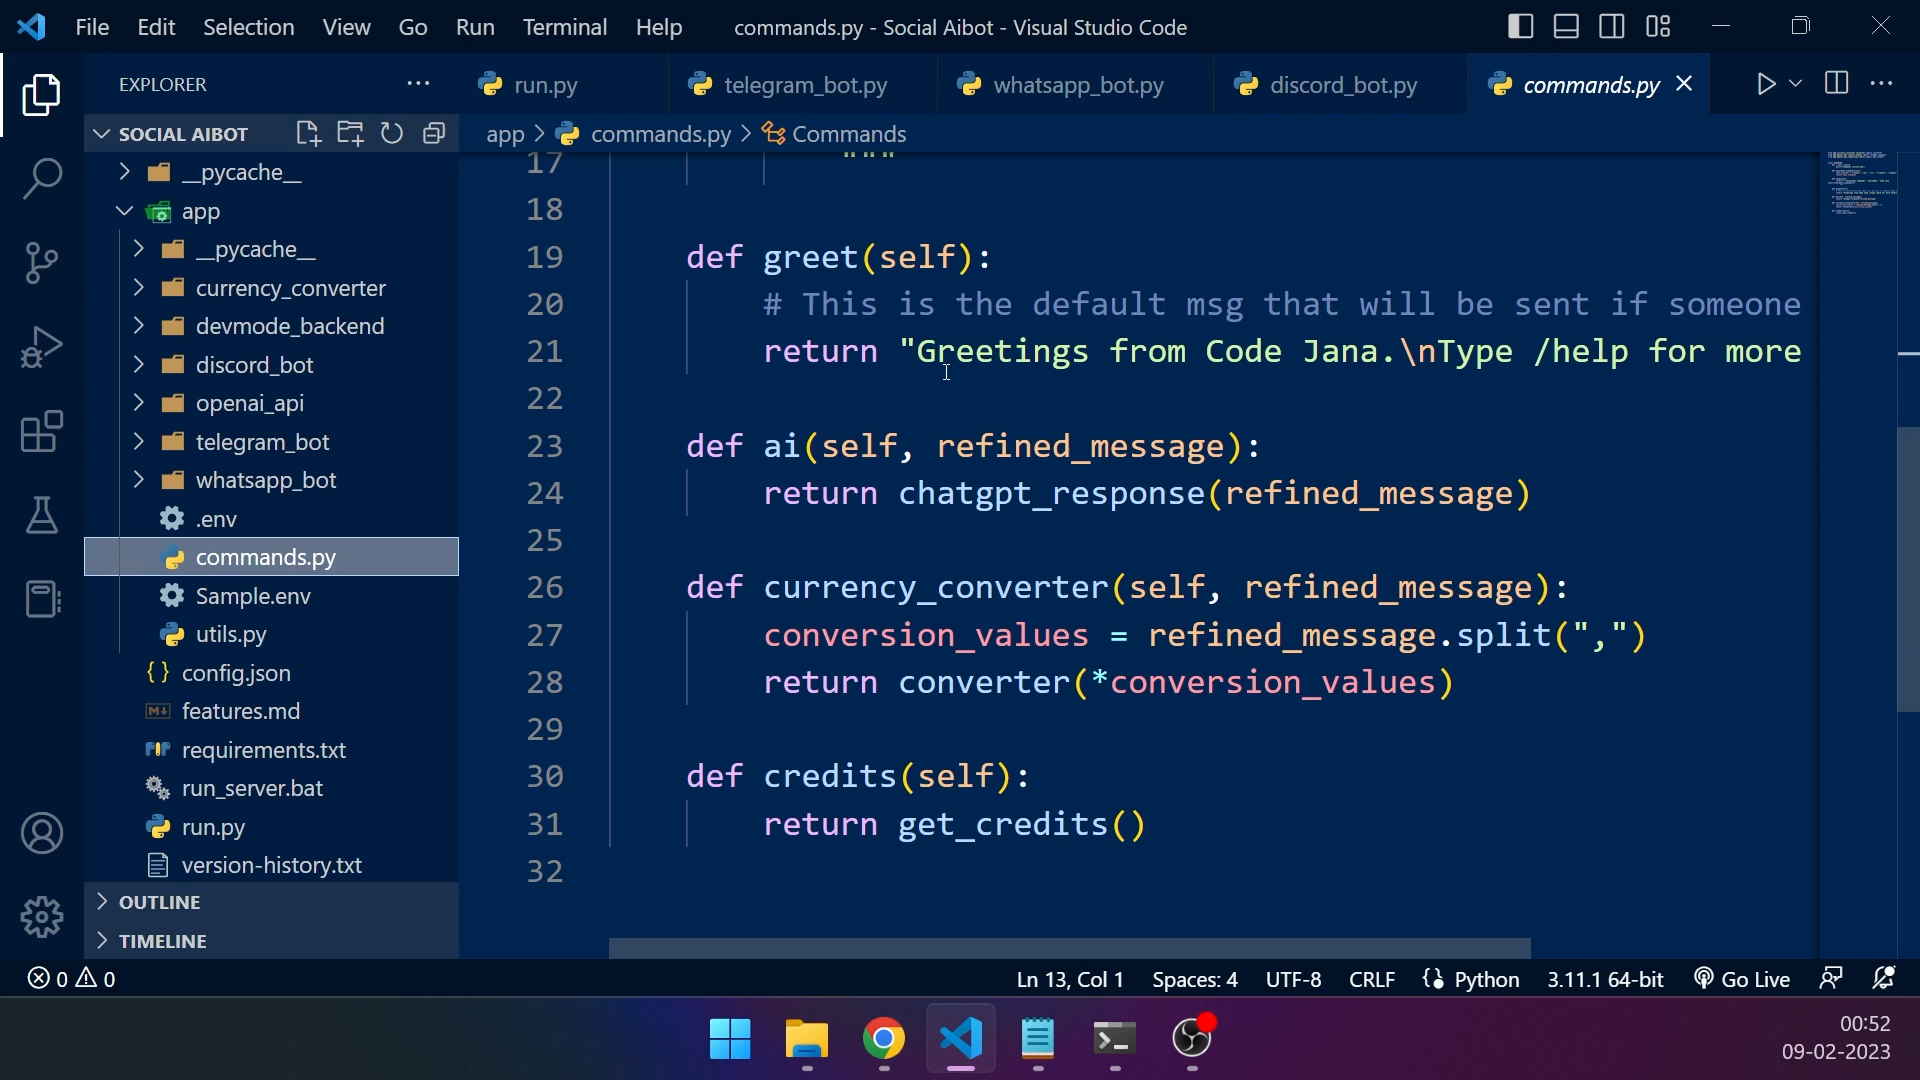 File Edit Selection View Go Run Terminal Help commands.py - Social Aibot - Visual Studio Code
EXPLORER
run.py telegram_bot.py whatsapp_bot.py discord_bot.py commands.py
SOCIAL AIBOT
app > commands.py > Commands
__pycache__
app
__pycache__
currency_converter
devmode_backend
discord_bot
openai_api
telegram_bot
whatsapp_bot
.env
commands.py
Sample.env
utils.py
config.json
features.md
requirements.txt
run_server.bat
run.py
version-history.txt
OUTLINE
TIMELINE
17 """
18
19 def greet(self):
20 # This is the default msg that will be sent if someone
21 return "Greetings from Code Jana.\nType /help for more
22
23 def ai(self, refined_message):
24 return chatgpt_response(refined_message)
25
26 def currency_converter(self, refined_message):
27 conversion_values = refined_message.split(",")
28 return converter(*conversion_values)
29
30 def credits(self):
31 return get_credits()
32
0 0 Ln 13, Col 1 Spaces: 4 UTF-8 CRLF Python 3.11.1 64-bit Go Live
00:52
09-02-2023